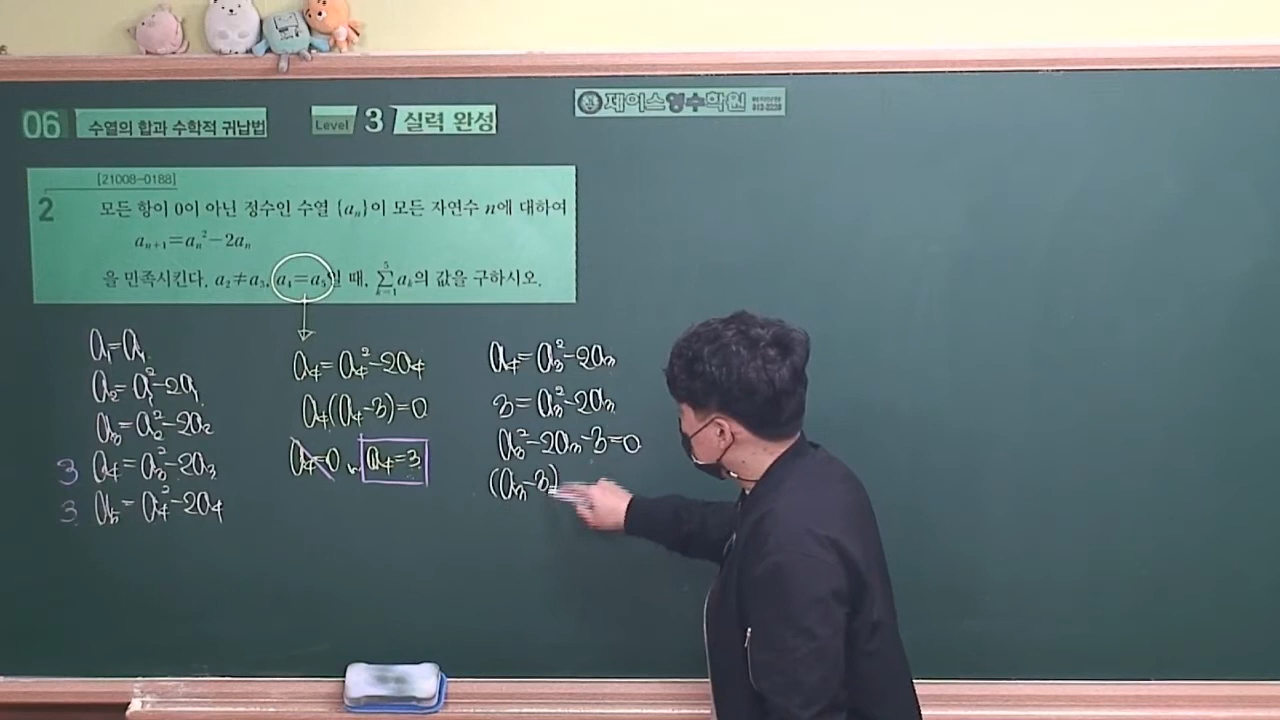 06 수열의 합과 수학적 귀납법
Level 3 실력 완성
제이스영수학원
[21008-0188]
2 모든 항이 0이 아닌 정수인 수열 {aₙ}이 모든 자연수 n에 대하여
aₙ₊₁=aₙ²-2aₙ
을 만족시킨다. a₂≠a₃, a₄=a₅일 때, ∑ₖ₌₁⁵ aₖ의 값을 구하시오.
a₁=a₁
a₂=a₁²-2a₁
a₃=a₂²-2a₂
3 a₄=a₃²-2a₃
3 a₅=a₄²-2a₄
a₄=a₄²-2a₄
a₄(a₄-3)=0
a₄=0 a₄=3
a₄=a₃²-2a₃
3=a₃²-2a₃
a₃²-2a₃-3=0
(a₃-3)